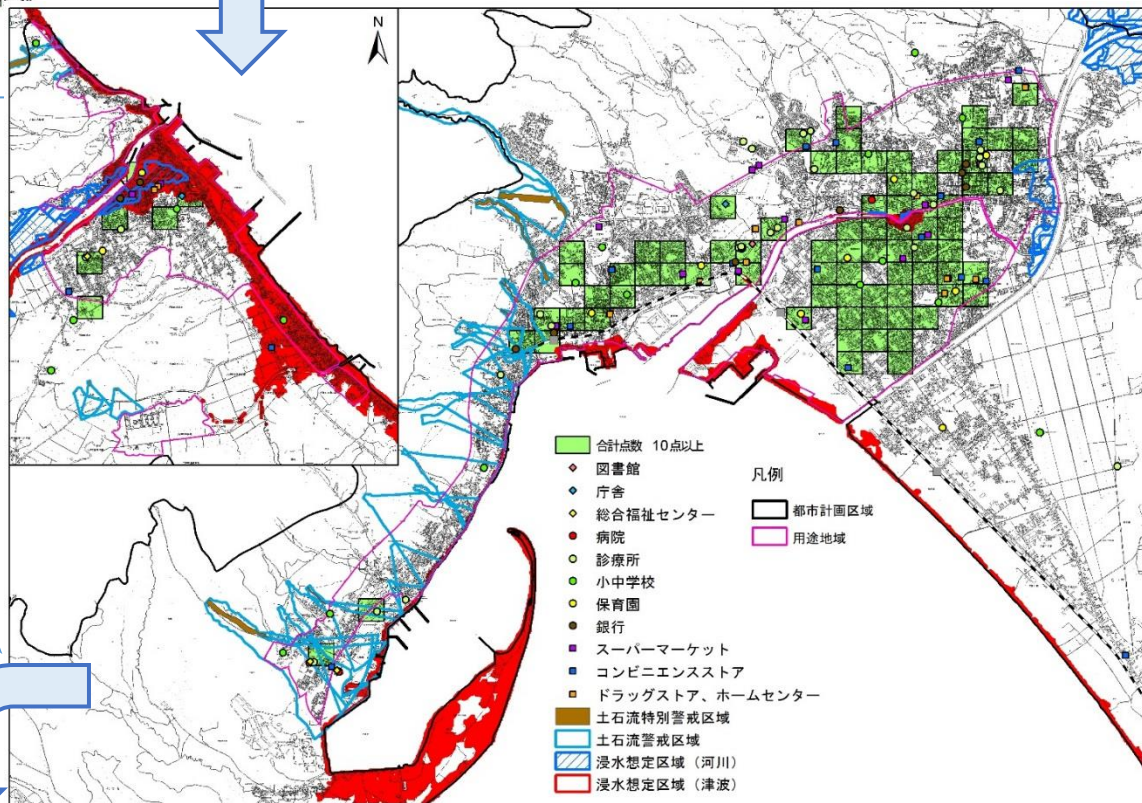 N
合計点数 10点以上
図書館
庁舎
総合福祉センター
病院
診療所
小中学校
保育園
銀行
スーパーマーケット
コンビニエンスストア
ドラッグストア、ホームセンター
土石流特別警戒区域
土石流警戒区域
浸水想定区域（河川）
浸水想定区域（津波）
凡例
都市計画区域
用途地域